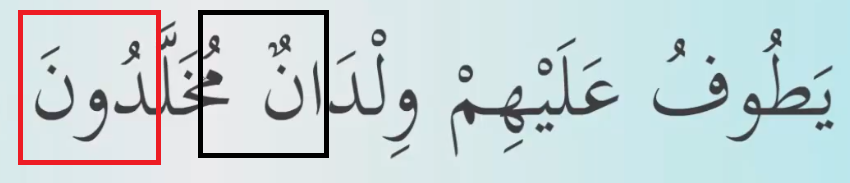 يَطُوفُ عَلَيْهِمْ وِلْدَانٌ مُخَلَّدُونَ